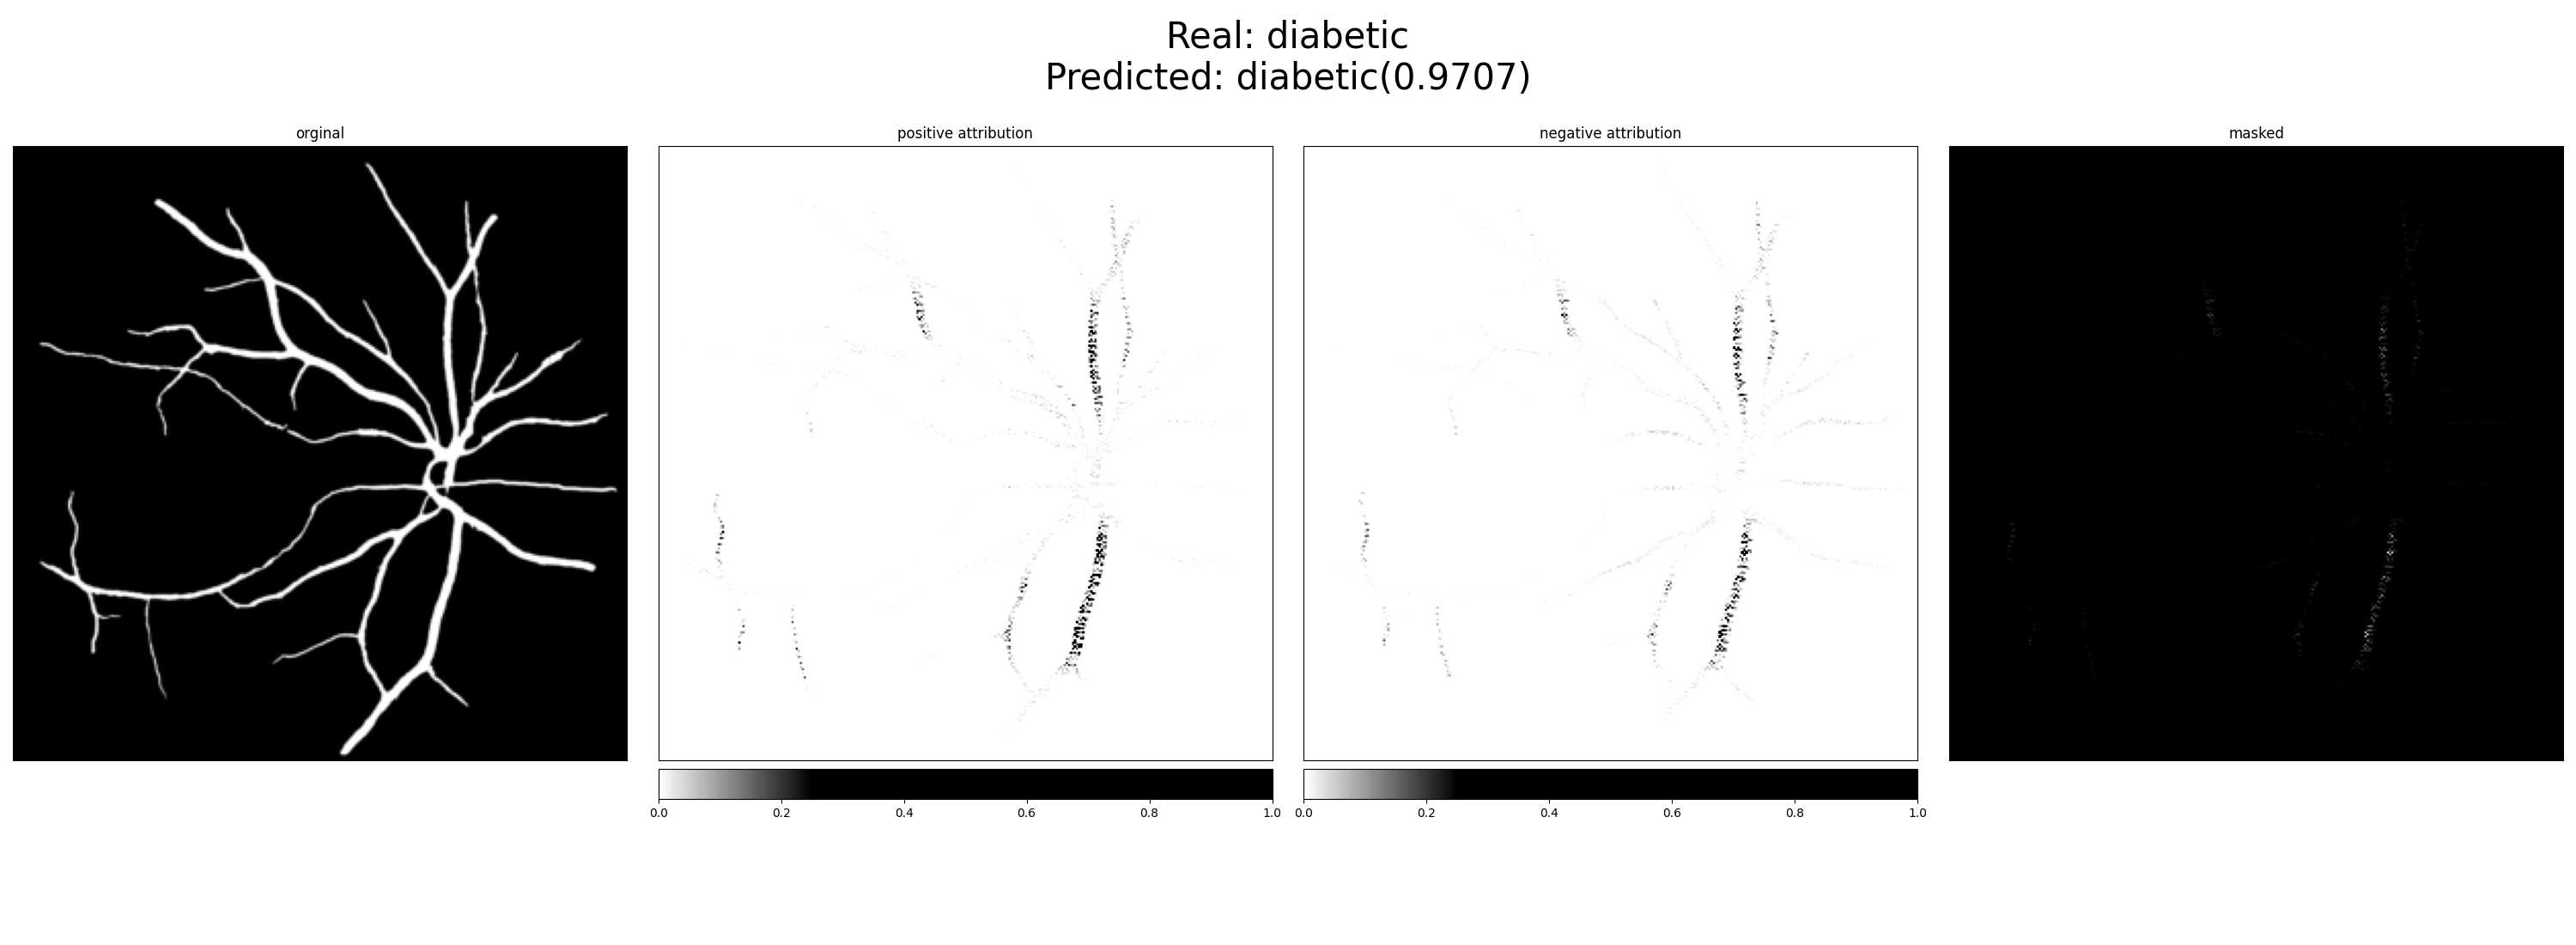 Real: diabetic
Predicted: diabetic(0.9707)
orginal
positive attribution
negative attribution
masked
0.0 0.2 0.4 0.6 0.8 1.0
0.0 0.2 0.4 0.6 0.8 1.0